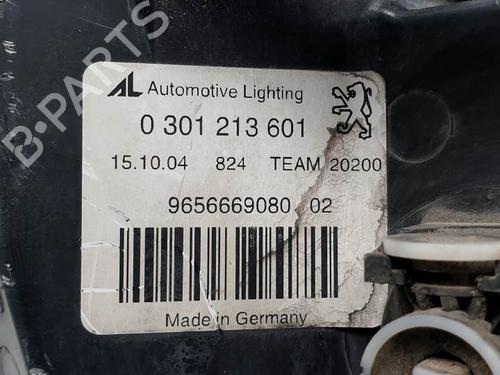 B-PARTS
AL Automotive Lighting
0 301 213 601
15.10.04 824 TEAM 20200
9656669080 02
Made in Germany